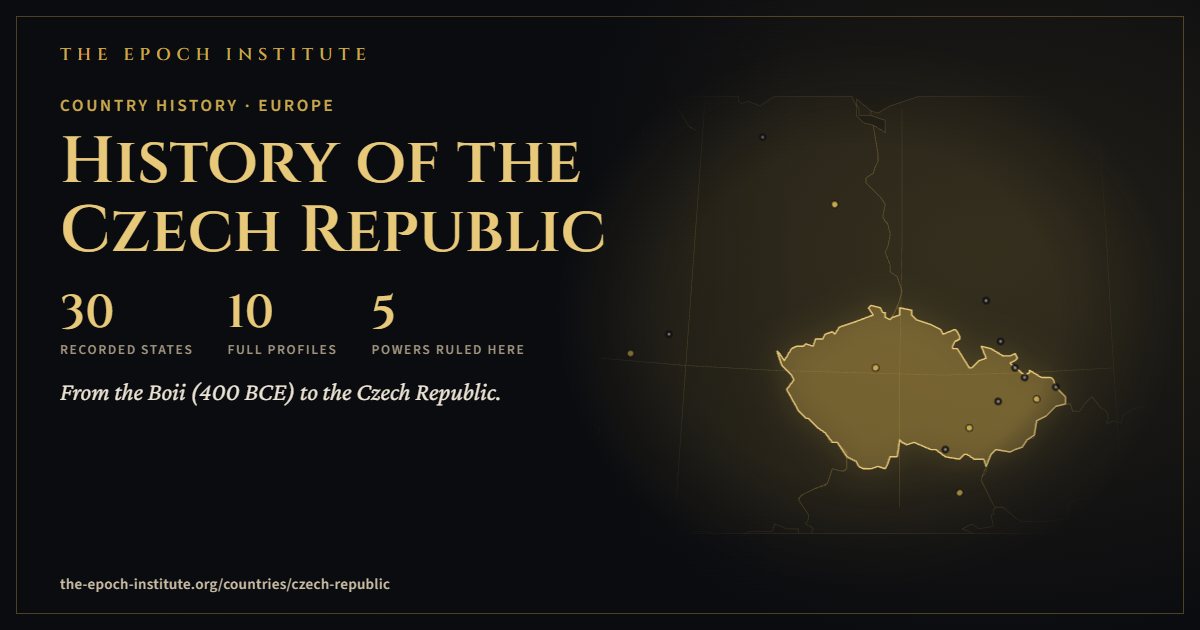 THE EPOCH INSTITUTE
COUNTRY HISTORY · EUROPE
HISTORY OF THE
CZECH REPUBLIC
30 10 5
RECORDED STATES FULL PROFILES POWERS RULED HERE
From the Boii (400 BCE) to the Czech Republic.
the-epoch-institute.org/countries/czech-republic